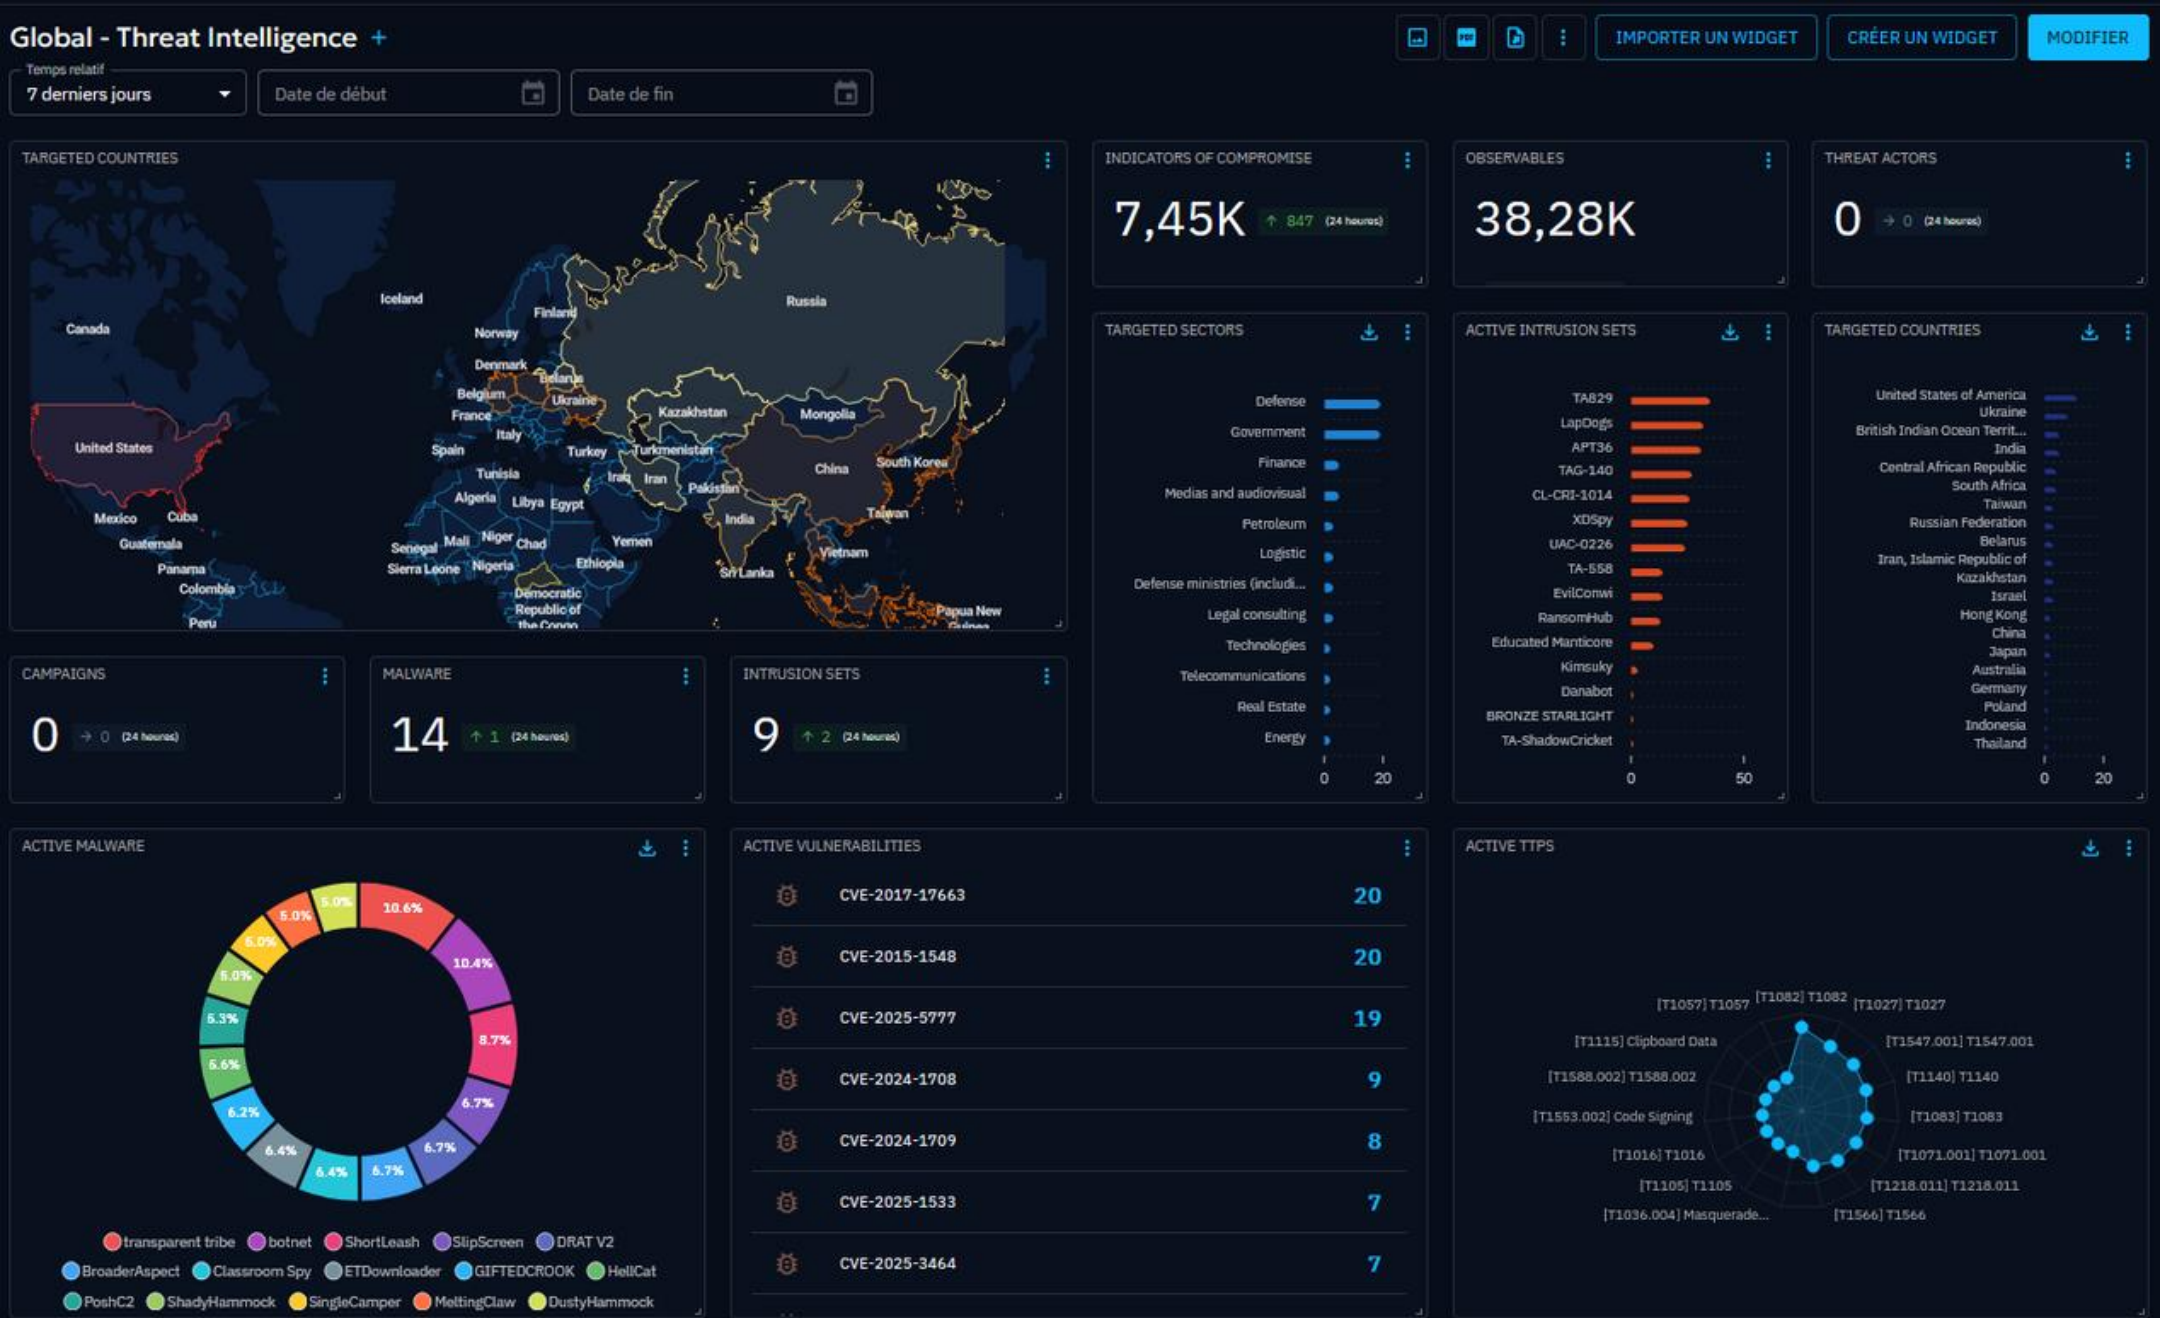 Global - Threat Intelligence +
IMPORTER UN WIDGET
CRÉER UN WIDGET
MODIFIER
Temps relatif
7 derniers jours
Date de début
Date de fin
TARGETED COUNTRIES
Iceland
Canada
Norway
Finland
Russia
Denmark
Belarus
Belgium
Ukraine
France
Kazakhstan
Mongolia
Italy
United States
Spain
Turkey
Turkmenistan
China
South Korea
Tunisia
Iraq
Iran
Pakistan
Algeria
Libya
Egypt
Mexico
Cuba
India
Taiwan
Guatemala
Senegal
Mali
Niger
Chad
Yemen
Vietnam
Panama
Sierra Leone
Nigeria
Ethiopia
Sri Lanka
Colombia
Democratic
Republic of
the Congo
Papua New
Guinea
Peru
INDICATORS OF COMPROMISE
7,45K ↑ 847 (24 heures)
OBSERVABLES
38,28K
THREAT ACTORS
0 → 0 (24 heures)
TARGETED SECTORS
Defense
Government
Finance
Medias and audiovisual
Petroleum
Logistic
Defense ministries (includi...
Legal consulting
Technologies
Telecommunications
Real Estate
Energy
0 20
ACTIVE INTRUSION SETS
TA829
LapDogs
APT36
TAG-140
CL-CRI-1014
XDSpy
UAC-0226
TA-558
EvilConwi
RansomHub
Educated Manticore
Kimsuky
Danabot
BRONZE STARLIGHT
TA-ShadowCricket
0 50
TARGETED COUNTRIES
United States of America
Ukraine
British Indian Ocean Territ...
India
Central African Republic
South Africa
Taiwan
Russian Federation
Belarus
Iran, Islamic Republic of
Kazakhstan
Israel
Hong Kong
China
Japan
Australia
Germany
Poland
Indonesia
Thailand
0 20
CAMPAIGNS
0 → 0 (24 heures)
MALWARE
14 ↑ 1 (24 heures)
INTRUSION SETS
9 ↑ 2 (24 heures)
ACTIVE MALWARE
10.6%
10.4%
8.7%
6.7%
6.7%
6.7%
6.4%
6.4%
6.2%
5.6%
5.3%
5.0%
5.0%
5.0%
5.0%
transparent tribe botnet ShortLeash SlipScreen DRAT V2
BroaderAspect Classroom Spy ETDownloader GIFTEDCROOK HellCat
PoshC2 ShadyHammock SingleCamper MeltingClaw DustyHammock
ACTIVE VULNERABILITIES
CVE-2017-17663 20
CVE-2015-1548 20
CVE-2025-5777 19
CVE-2024-1708 9
CVE-2024-1709 8
CVE-2025-1533 7
CVE-2025-3464 7
ACTIVE TTPS
[T1082] T1082
[T1027] T1027
[T1547.001] T1547.001
[T1140] T1140
[T1083] T1083
[T1071.001] T1071.001
[T1218.011] T1218.011
[T1566] T1566
[T1036.004] Masquerade...
[T1105] T1105
[T1016] T1016
[T1553.002] Code Signing
[T1588.002] T1588.002
[T1115] Clipboard Data
[T1057] T1057